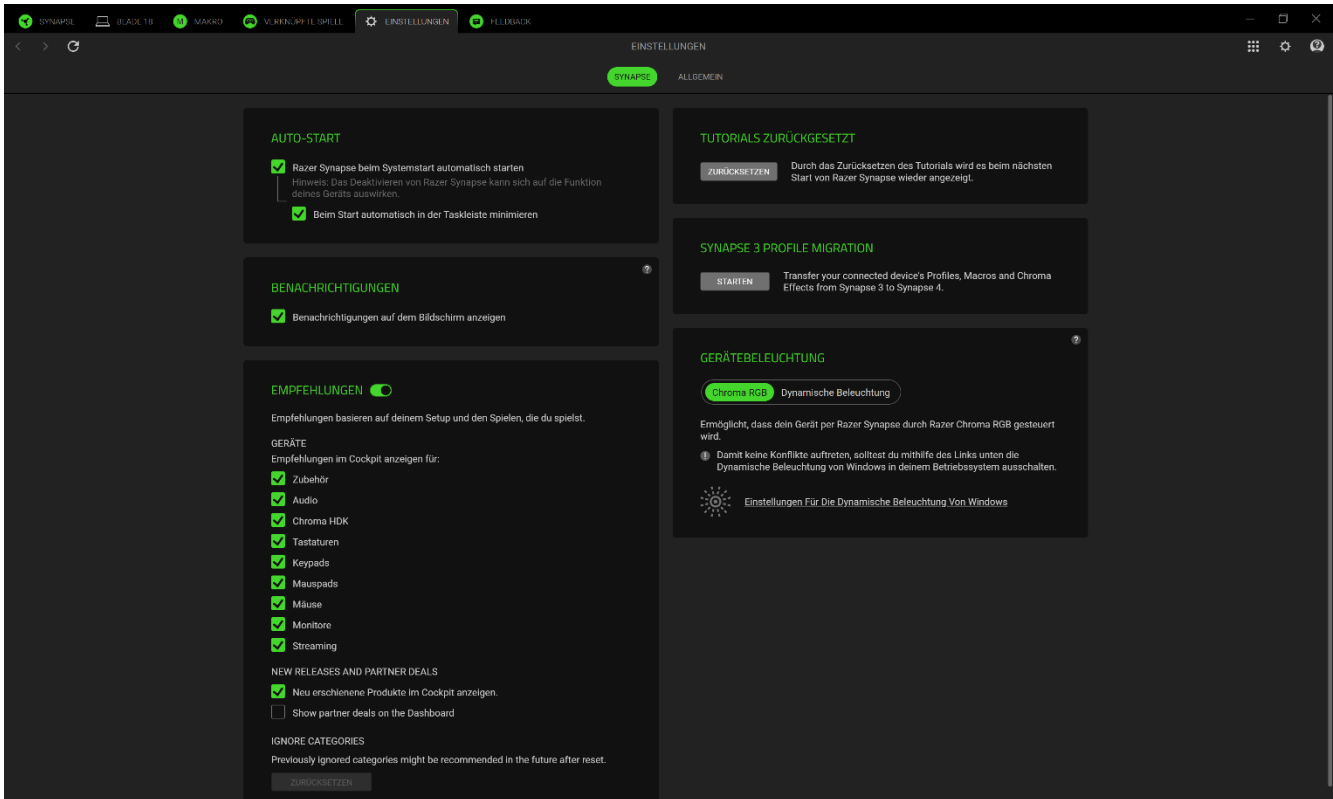 SYNAPSE BLADE 18 MAKRO VERKNÜPFTE SPIELE EINSTELLUNGEN FEEDBACK
EINSTELLUNGEN
SYNAPSE ALLGEMEIN
AUTO-START
Razer Synapse beim Systemstart automatisch starten
Hinweis: Das Deaktivieren von Razer Synapse kann sich auf die Funktion
deines Geräts auswirken.
Beim Start automatisch in der Taskleiste minimieren
BENACHRICHTIGUNGEN
Benachrichtigungen auf dem Bildschirm anzeigen
EMPFEHLUNGEN
Empfehlungen basieren auf deinem Setup und den Spielen, die du spielst.
GERÄTE
Empfehlungen im Cockpit anzeigen für:
Zubehör
Audio
Chroma HDK
Tastaturen
Keypads
Mauspads
Mäuse
Monitore
Streaming
NEW RELEASES AND PARTNER DEALS
Neu erschienene Produkte im Cockpit anzeigen.
Show partner deals on the Dashboard
IGNORE CATEGORIES
Previously ignored categories might be recommended in the future after reset.
ZURÜCKSETZEN
TUTORIALS ZURÜCKGESETZT
ZURÜCKSETZEN
Durch das Zurücksetzen des Tutorials wird es beim nächsten
Start von Razer Synapse wieder angezeigt.
SYNAPSE 3 PROFILE MIGRATION
STARTEN
Transfer your connected device's Profiles, Macros and Chroma
Effects from Synapse 3 to Synapse 4.
GERÄTEBELEUCHTUNG
Chroma RGB Dynamische Beleuchtung
Ermöglicht, dass dein Gerät per Razer Synapse durch Razer Chroma RGB gesteuert
wird.
Damit keine Konflikte auftreten, solltest du mithilfe des Links unten die
Dynamische Beleuchtung von Windows in deinem Betriebssystem ausschalten.
Einstellungen Für Die Dynamische Beleuchtung Von Windows